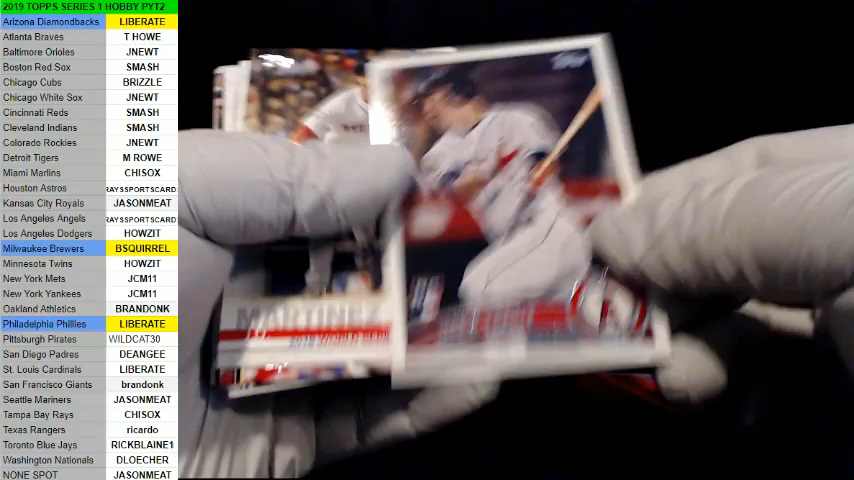 2019 TOPPS SERIES 1 HOBBY PYT2
Arizona Diamondbacks LIBERATE
Atlanta Braves T HOWE
Baltimore Orioles JNEWT
Boston Red Sox SMASH
Chicago Cubs BRIZZLE
Chicago White Sox JNEWT
Cincinnati Reds SMASH
Cleveland Indians SMASH
Colorado Rockies JNEWT
Detroit Tigers M ROWE
Miami Marlins CHISOX
Houston Astros RAYSSPORTSCARD
Kansas City Royals JASONMEAT
Los Angeles Angels RAYSSPORTSCARD
Los Angeles Dodgers HOWZIT
Milwaukee Brewers BSQUIRREL
Minnesota Twins HOWZIT
New York Mets JCM11
New York Yankees JCM11
Oakland Athletics BRANDONK
Philadelphia Phillies LIBERATE
Pittsburgh Pirates WILDCAT30
San Diego Padres DEANGEE
St. Louis Cardinals LIBERATE
San Francisco Giants brandonk
Seattle Mariners JASONMEAT
Tampa Bay Rays CHISOX
Texas Rangers ricardo
Toronto Blue Jays RICKBLAINE1
Washington Nationals DLOECHER
NONE SPOT JASONMEAT
MARTINEZ